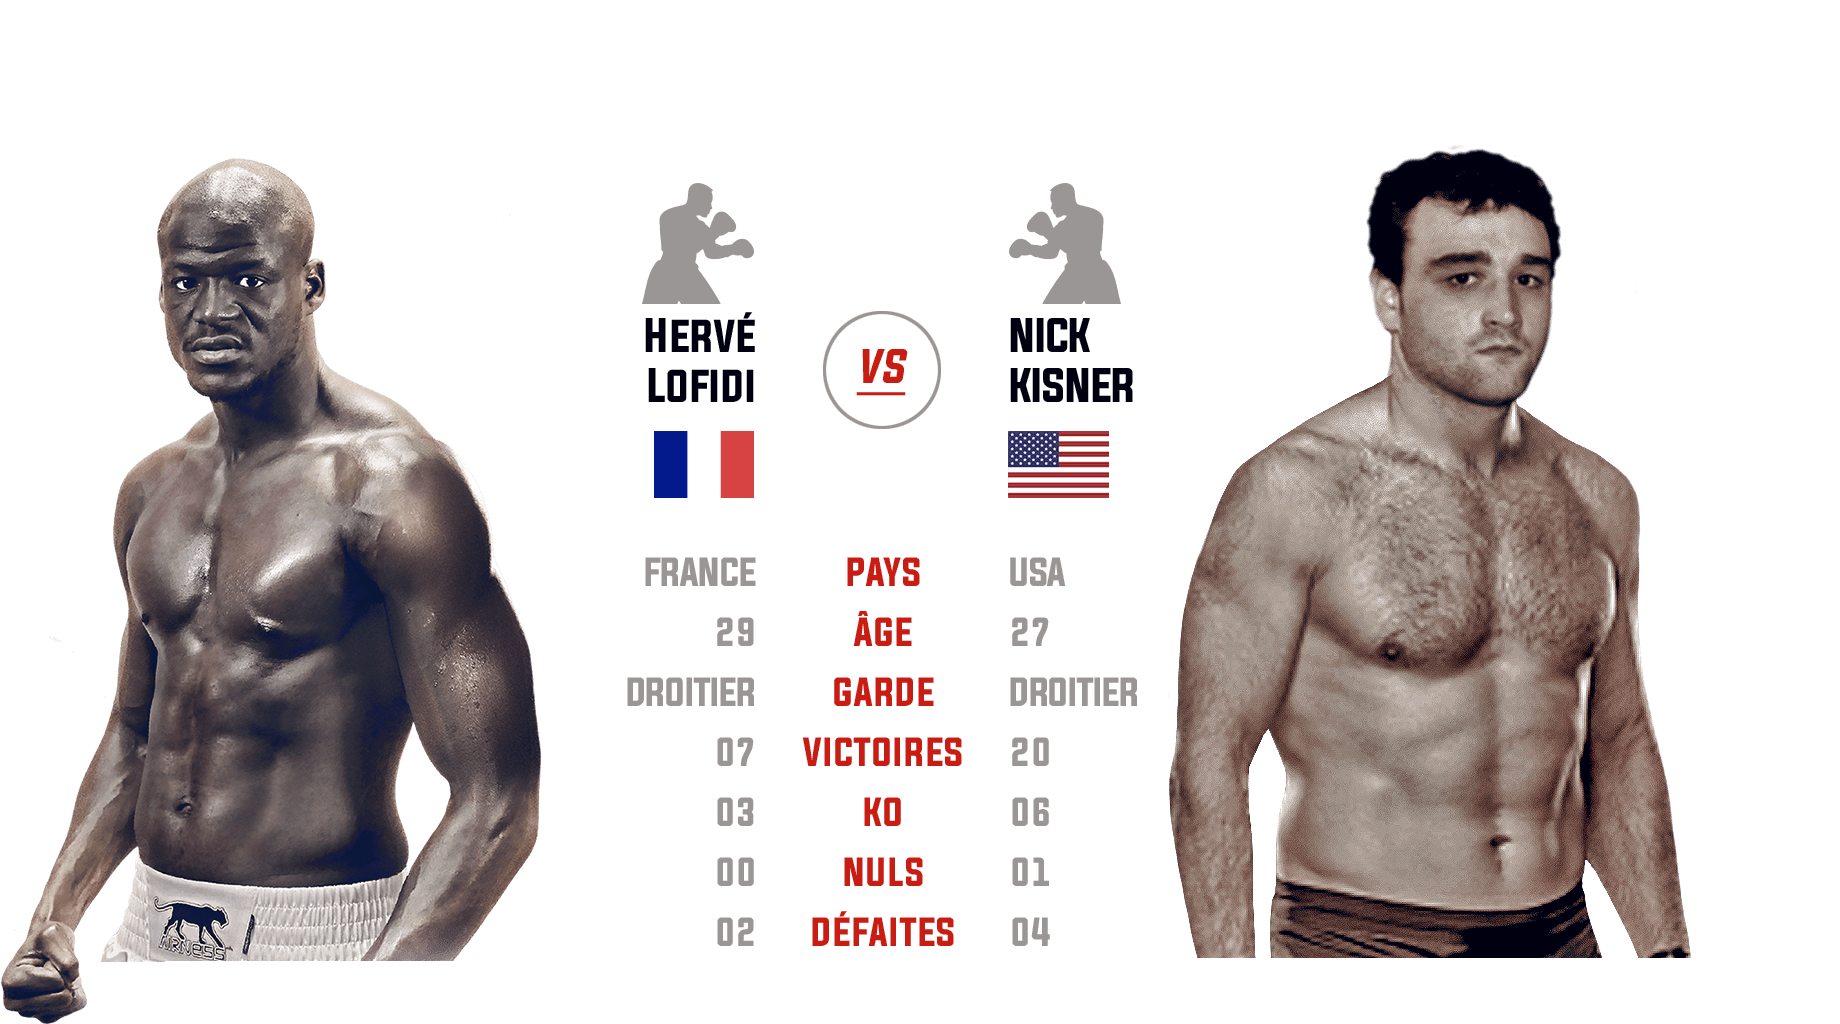 HERVÉ
LOFIDI
VS
NICK
KISNER
FRANCE PAYS USA
29 ÂGE 27
DROITIER GARDE DROITIER
07 VICTOIRES 20
03 KO 06
00 NULS 01
02 DÉFAITES 04
AIRNESS